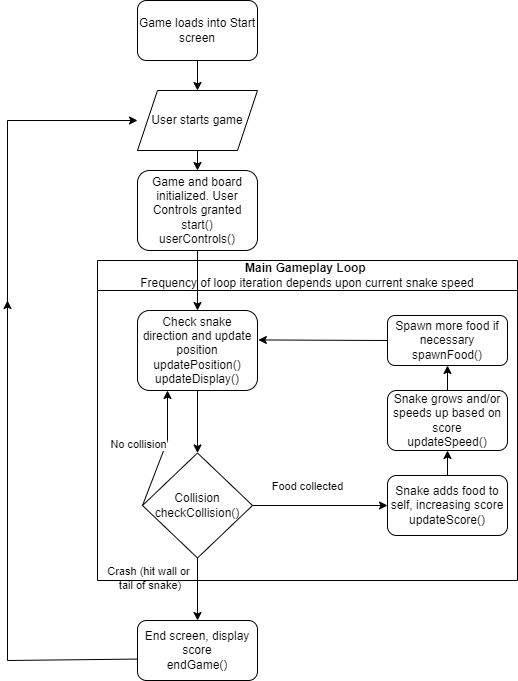 Game loads into Start
screen
User starts game
Game and board
initialized. User
Controls granted
start()
userControls()
Main Gameplay Loop
Frequency of loop iteration depends upon current snake speed
Check snake
direction and update
position
updatePosition()
updateDisplay()
Spawn more food if
necessary
spawnFood()
Snake grows and/or
speeds up based on
score
updateSpeed()
No collision
Collision
checkCollision()
Food collected
Snake adds food to
self, increasing score
updateScore()
Crash (hit wall or
tail of snake)
End screen, display
score
endGame()